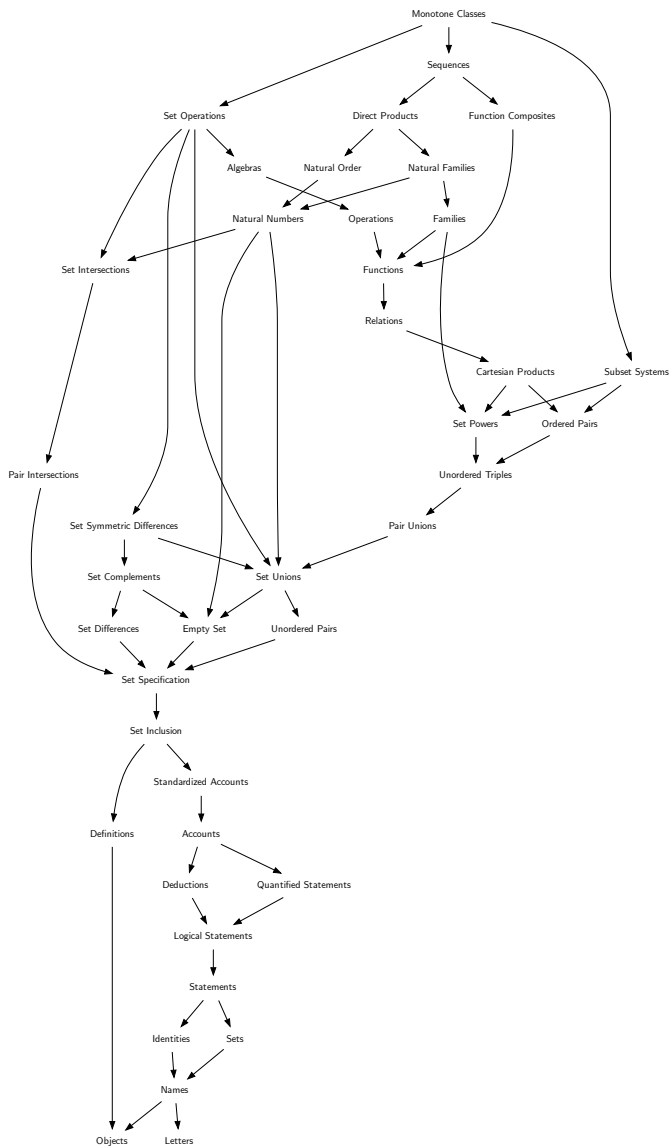 Monotone Classes
Sequences
Set Operations
Direct Products
Function Composites
Algebras
Natural Order
Natural Families
Natural Numbers
Operations
Families
Set Intersections
Functions
Relations
Cartesian Products
Subset Systems
Set Powers
Ordered Pairs
Pair Intersections
Unordered Triples
Set Symmetric Differences
Pair Unions
Set Complements
Set Unions
Set Differences
Empty Set
Unordered Pairs
Set Specification
Set Inclusion
Standardized Accounts
Definitions
Accounts
Deductions
Quantified Statements
Logical Statements
Statements
Identities
Sets
Names
Objects
Letters